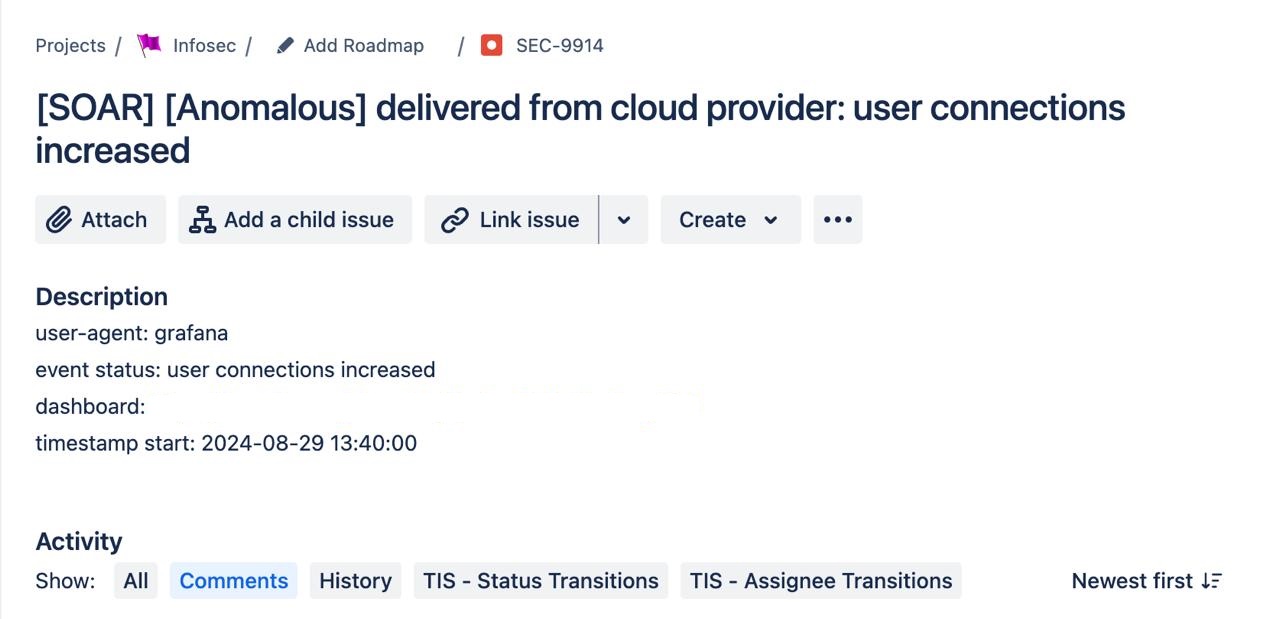 Projects / Infosec / Add Roadmap / SEC-9914
[SOAR] [Anomalous] delivered from cloud provider: user connections
increased
Attach Add a child issue Link issue Create
Description
user-agent: grafana
event status: user connections increased
dashboard:
timestamp start: 2024-08-29 13:40:00
Activity
Show: All Comments History TIS - Status Transitions TIS - Assignee Transitions Newest first